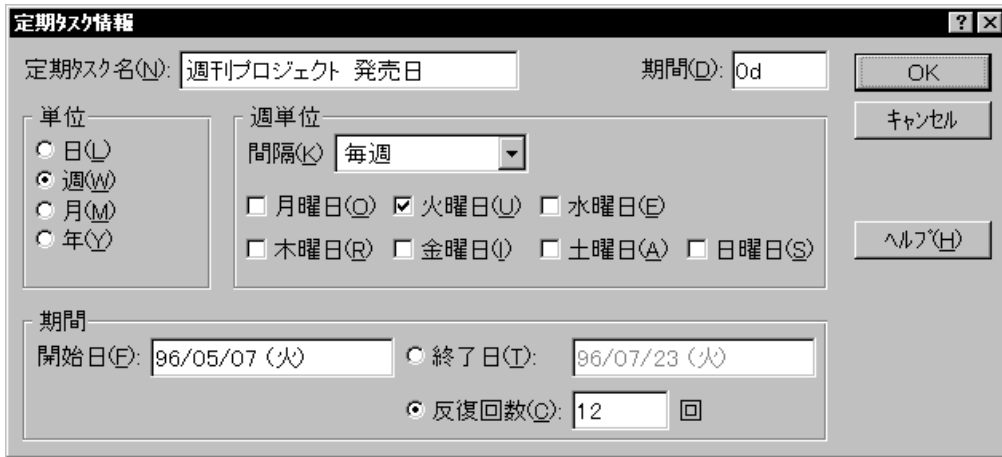 定期ﾀｽｸ情報
定期ﾀｽｸ名(N): 週刊プロジェクト 発売日 期間(D): 0d OK
キャンセル
単位 週単位
日(L) 間隔(K) 毎週
週(W)
月(M) 月曜日(O) 火曜日(U) 水曜日(E)
年(Y) 木曜日(R) 金曜日(I) 土曜日(A) 日曜日(S) ﾍﾙﾌﾟ(H)
期間
開始日(F): 96/05/07 (火) 終了日(T): 96/07/23 (火)
反復回数(C): 12 回